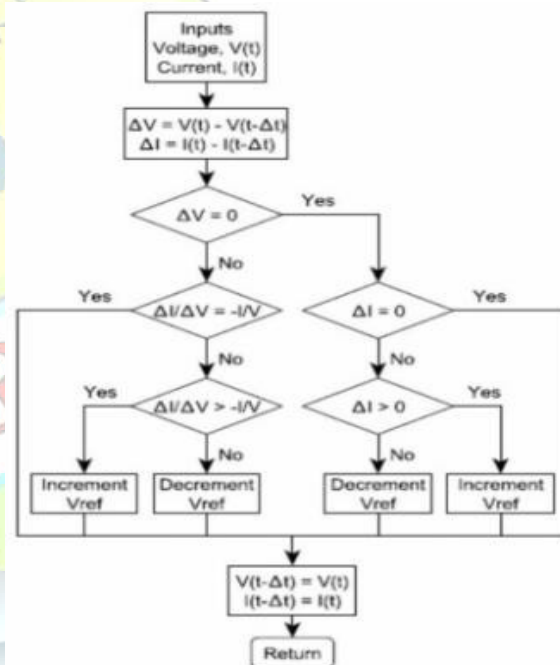 Inputs
Voltage, V(t)
Current, I(t)
ΔV = V(t) - V(t-Δt)
ΔI = I(t) - I(t-Δt)
ΔV = 0
Yes
No
Yes
ΔI/ΔV = -I/V
ΔI = 0
Yes
No
No
Yes
ΔI/ΔV > -I/V
ΔI > 0
Yes
No
No
Increment
Vref
Decrement
Vref
Decrement
Vref
Increment
Vref
V(t-Δt) = V(t)
I(t-Δt) = I(t)
Return